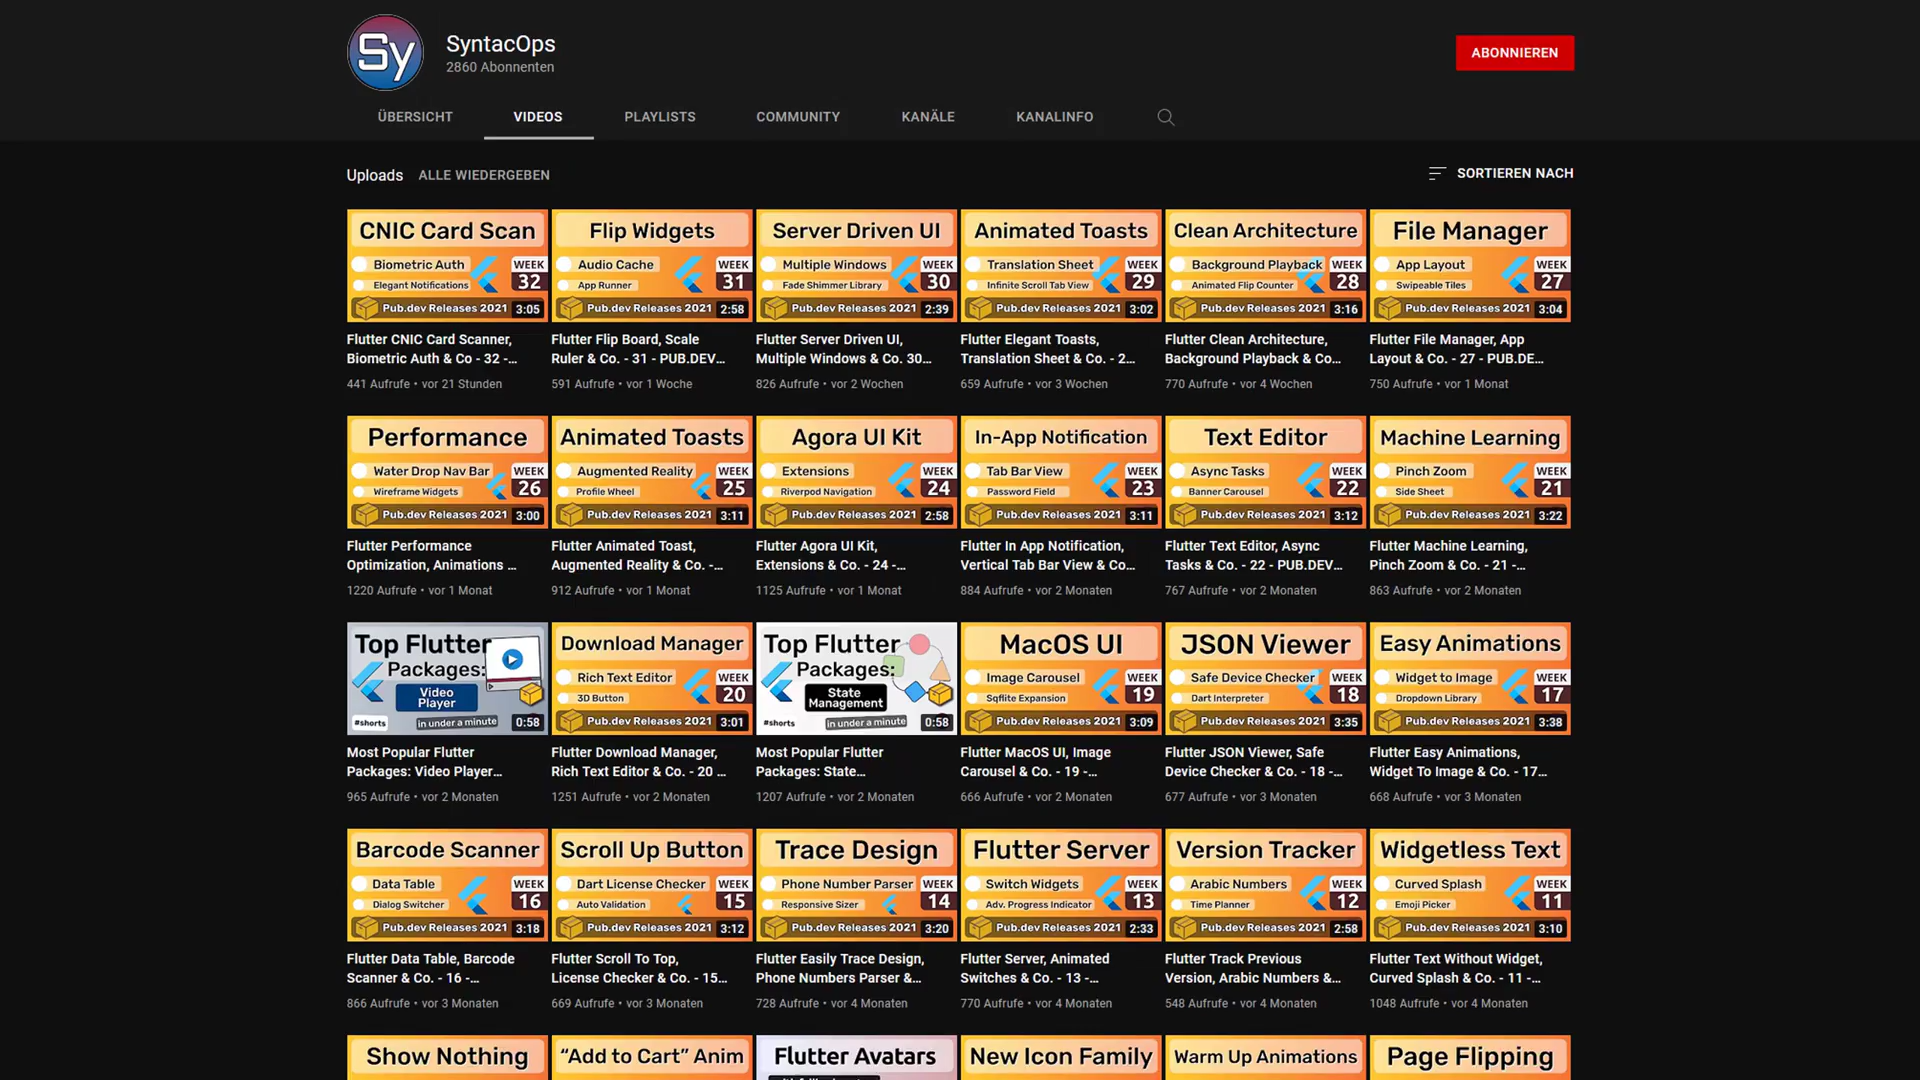 Sy
SyntacOps
2860 Abonnenten
ABONNIEREN
ÜBERSICHT VIDEOS PLAYLISTS COMMUNITY KANÄLE KANALINFO
Uploads ALLE WIEDERGEBEN
SORTIEREN NACH
CNIC Card Scan
Biometric Auth
Elegant Notifications
WEEK
32
Pub.dev Releases 2021 3:05
Flutter CNIC Card Scanner,
Biometric Auth & Co - 32 -...
441 Aufrufe • vor 21 Stunden
Flip Widgets
Audio Cache
App Runner
WEEK
31
Pub.dev Releases 2021 2:58
Flutter Flip Board, Scale
Ruler & Co. - 31 - PUB.DEV...
591 Aufrufe • vor 1 Woche
Server Driven UI
Multiple Windows
Fade Shimmer Library
WEEK
30
Pub.dev Releases 2021 2:39
Flutter Server Driven UI,
Multiple Windows & Co. 30...
826 Aufrufe • vor 2 Wochen
Animated Toasts
Translation Sheet
Infinite Scroll Tab View
WEEK
29
Pub.dev Releases 2021 3:02
Flutter Elegant Toasts,
Translation Sheet & Co. - 2...
659 Aufrufe • vor 3 Wochen
Clean Architecture
Background Playback
Animated Flip Counter
WEEK
28
Pub.dev Releases 2021 3:16
Flutter Clean Architecture,
Background Playback & Co...
770 Aufrufe • vor 4 Wochen
File Manager
App Layout
Swipeable Tiles
WEEK
27
Pub.dev Releases 2021 3:04
Flutter File Manager, App
Layout & Co. - 27 - PUB.DE...
750 Aufrufe • vor 1 Monat
Performance
Water Drop Nav Bar
Wireframe Widgets
WEEK
26
Pub.dev Releases 2021 3:00
Flutter Performance
Optimization, Animations ...
1220 Aufrufe • vor 1 Monat
Animated Toasts
Augmented Reality
Profile Wheel
WEEK
25
Pub.dev Releases 2021 3:11
Flutter Animated Toast,
Augmented Reality & Co. -...
912 Aufrufe • vor 1 Monat
Agora UI Kit
Extensions
Riverpod Navigation
WEEK
24
Pub.dev Releases 2021 2:58
Flutter Agora UI Kit,
Extensions & Co. - 24 -...
1125 Aufrufe • vor 1 Monat
In-App Notification
Tab Bar View
Password Field
WEEK
23
Pub.dev Releases 2021 3:11
Flutter In App Notification,
Vertical Tab Bar View & Co...
884 Aufrufe • vor 2 Monaten
Text Editor
Async Tasks
Banner Carousel
WEEK
22
Pub.dev Releases 2021 3:12
Flutter Text Editor, Async
Tasks & Co. - 22 - PUB.DEV...
767 Aufrufe • vor 2 Monaten
Machine Learning
Pinch Zoom
Side Sheet
WEEK
21
Pub.dev Releases 2021 3:22
Flutter Machine Learning,
Pinch Zoom & Co. - 21 -...
863 Aufrufe • vor 2 Monaten
Top Flutter
Packages:
Video
Player
#shorts in under a minute 0:58
Most Popular Flutter
Packages: Video Player...
965 Aufrufe • vor 2 Monaten
Download Manager
Rich Text Editor
3D Button
WEEK
20
Pub.dev Releases 2021 3:01
Flutter Download Manager,
Rich Text Editor & Co. - 20 ...
1251 Aufrufe • vor 2 Monaten
Top Flutter
Packages:
State
Management
#shorts in under a minute 0:58
Most Popular Flutter
Packages: State...
1207 Aufrufe • vor 2 Monaten
MacOS UI
Image Carousel
Sqflite Expansion
WEEK
19
Pub.dev Releases 2021 3:09
Flutter MacOS UI, Image
Carousel & Co. - 19 -...
666 Aufrufe • vor 2 Monaten
JSON Viewer
Safe Device Checker
Dart Interpreter
WEEK
18
Pub.dev Releases 2021 3:35
Flutter JSON Viewer, Safe
Device Checker & Co. - 18 -...
677 Aufrufe • vor 3 Monaten
Easy Animations
Widget to Image
Dropdown Library
WEEK
17
Pub.dev Releases 2021 3:38
Flutter Easy Animations,
Widget To Image & Co. - 17...
668 Aufrufe • vor 3 Monaten
Barcode Scanner
Data Table
Dialog Switcher
WEEK
16
Pub.dev Releases 2021 3:18
Flutter Data Table, Barcode
Scanner & Co. - 16 -...
866 Aufrufe • vor 3 Monaten
Scroll Up Button
Dart License Checker
Auto Validation
WEEK
15
Pub.dev Releases 2021 3:12
Flutter Scroll To Top,
License Checker & Co. - 15...
669 Aufrufe • vor 3 Monaten
Trace Design
Phone Number Parser
Responsive Sizer
WEEK
14
Pub.dev Releases 2021 3:20
Flutter Easily Trace Design,
Phone Numbers Parser &...
728 Aufrufe • vor 4 Monaten
Flutter Server
Switch Widgets
Adv. Progress Indicator
WEEK
13
Pub.dev Releases 2021 2:33
Flutter Server, Animated
Switches & Co. - 13 -...
770 Aufrufe • vor 4 Monaten
Version Tracker
Arabic Numbers
Time Planner
WEEK
12
Pub.dev Releases 2021 2:58
Flutter Track Previous
Version, Arabic Numbers &...
548 Aufrufe • vor 4 Monaten
Widgetless Text
Curved Splash
Emoji Picker
WEEK
11
Pub.dev Releases 2021 3:10
Flutter Text Without Widget,
Curved Splash & Co. - 11 -...
1048 Aufrufe • vor 4 Monaten
Show Nothing
“Add to Cart” Anim
Flutter Avatars
New Icon Family
Warm Up Animations
Page Flipping